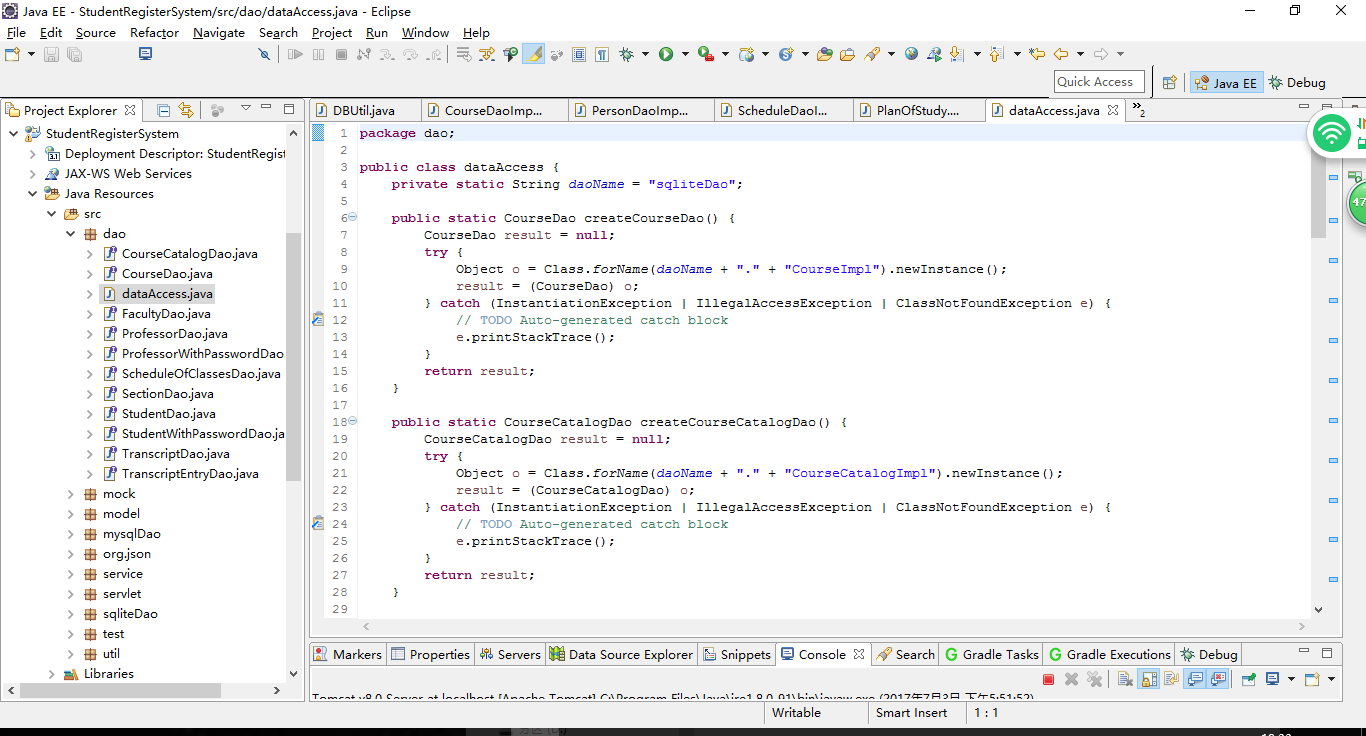 Java EE - StudentRegisterSystem/src/dao/dataAccess.java - Eclipse
File Edit Source Refactor Navigate Search Project Run Window Help
Quick Access
Java EE
Debug
Project Explorer
StudentRegisterSystem
Deployment Descriptor: StudentRegist
JAX-WS Web Services
Java Resources
src
dao
CourseCatalogDao.java
CourseDao.java
dataAccess.java
FacultyDao.java
ProfessorDao.java
ProfessorWithPasswordDao
ScheduleOfClassesDao.java
SectionDao.java
StudentDao.java
StudentWithPasswordDao.ja
TranscriptDao.java
TranscriptEntryDao.java
mock
model
mysqlDao
org.json
service
servlet
sqliteDao
test
util
Libraries
DBUtil.java CourseDaoImp... PersonDaoImp... ScheduleDaoI... PlanOfStudy.... dataAccess.java »2
1 package dao;
2
3 public class dataAccess {
4 private static String daoName = "sqliteDao";
5
6 public static CourseDao createCourseDao() {
7 CourseDao result = null;
8 try {
9 Object o = Class.forName(daoName + "." + "CourseImpl").newInstance();
10 result = (CourseDao) o;
11 } catch (InstantiationException | IllegalAccessException | ClassNotFoundException e) {
12 // TODO Auto-generated catch block
13 e.printStackTrace();
14 }
15 return result;
16 }
17
18 public static CourseCatalogDao createCourseCatalogDao() {
19 CourseCatalogDao result = null;
20 try {
21 Object o = Class.forName(daoName + "." + "CourseCatalogImpl").newInstance();
22 result = (CourseCatalogDao) o;
23 } catch (InstantiationException | IllegalAccessException | ClassNotFoundException e) {
24 // TODO Auto-generated catch block
25 e.printStackTrace();
26 }
27 return result;
28 }
29
47
Markers Properties Servers Data Source Explorer Snippets Console Search Gradle Tasks Gradle Executions Debug
Tomcat v8.0 Server at localhost [Apache Tomcat] C:\Program Files\Java\jre1.8.0_91\bin\javaw.exe (2017年7月3日 下午5:51:52)
Writable
Smart Insert
1 : 1